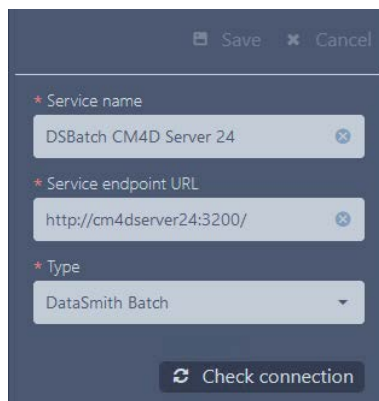 Save Cancel
* Service name
DSBatch CM4D Server 24
* Service endpoint URL
http://cm4dserver24:3200/
* Type
DataSmith Batch
Check connection